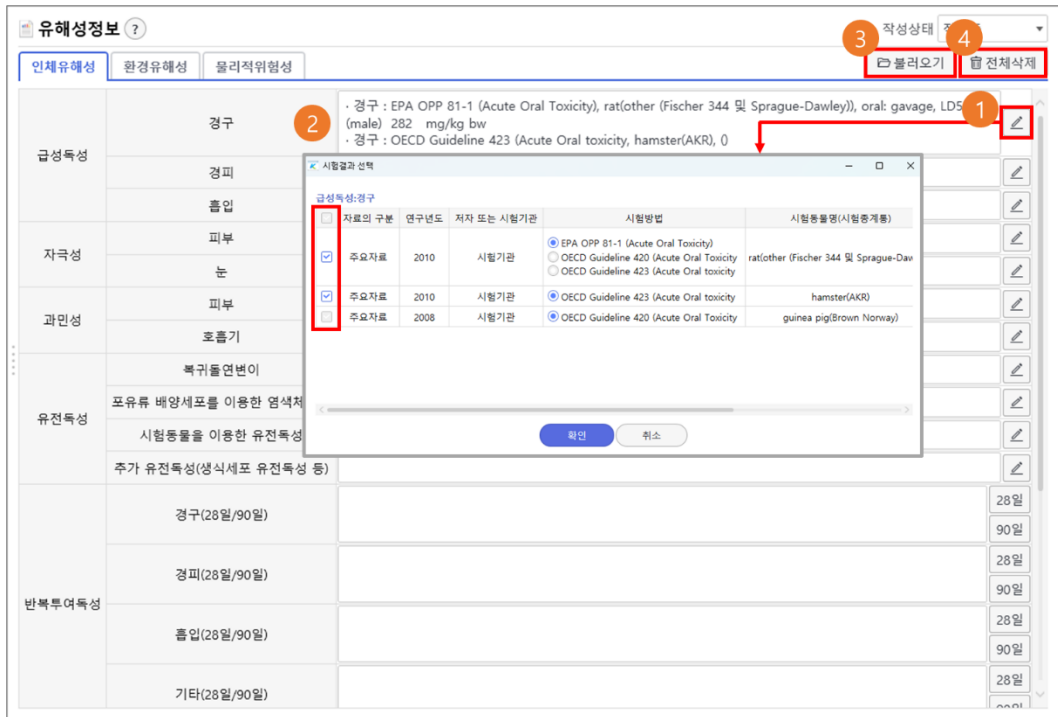 유해성정보 ?
작성상태
3
4
인체유해성 환경유해성 물리적위험성
불러오기 전체삭제
급성독성
경구
2
· 경구 : EPA OPP 81-1 (Acute Oral Toxicity), rat(other (Fischer 344 및 Sprague-Dawley)), oral: gavage, LD5
(male) 282 mg/kg bw
· 경구 : OECD Guideline 423 (Acute Oral toxicity, hamster(AKR), ()
1
경피
흡입
시험결과 선택
급성독성:경구
자료의 구분 연구년도 저자 또는 시험기관 시험방법 시험동물명(시험종계통)
주요자료 2010 시험기관
EPA OPP 81-1 (Acute Oral Toxicity)
OECD Guideline 420 (Acute Oral Toxicity
OECD Guideline 423 (Acute Oral toxicity
rat(other (Fischer 344 및 Sprague-Daw
주요자료 2010 시험기관 OECD Guideline 423 (Acute Oral toxicity hamster(AKR)
주요자료 2008 시험기관 OECD Guideline 420 (Acute Oral Toxicity guinea pig(Brown Norway)
확인 취소
자극성
피부
눈
과민성
피부
호흡기
유전독성
복귀돌연변이
포유류 배양세포를 이용한 염색체
시험동물을 이용한 유전독성
추가 유전독성(생식세포 유전독성 등)
반복투여독성
경구(28일/90일)
28일
90일
경피(28일/90일)
28일
90일
흡입(28일/90일)
28일
90일
기타(28일/90일)
28일